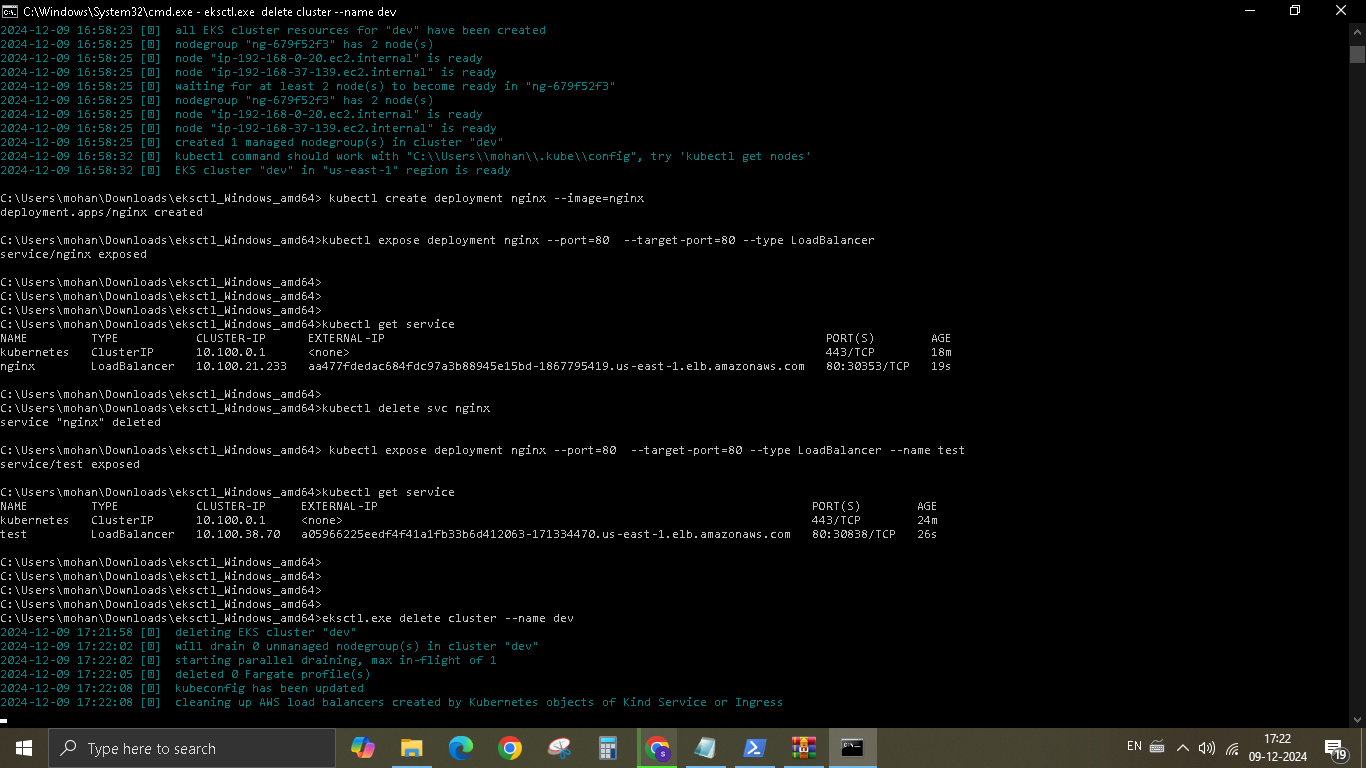 C:\Windows\System32\cmd.exe - eksctl.exe  delete cluster --name dev
2024-12-09 16:58:23 [▯]  all EKS cluster resources for "dev" have been created
2024-12-09 16:58:25 [▯]  nodegroup "ng-679f52f3" has 2 node(s)
2024-12-09 16:58:25 [▯]  node "ip-192-168-0-20.ec2.internal" is ready
2024-12-09 16:58:25 [▯]  node "ip-192-168-37-139.ec2.internal" is ready
2024-12-09 16:58:25 [▯]  waiting for at least 2 node(s) to become ready in "ng-679f52f3"
2024-12-09 16:58:25 [▯]  nodegroup "ng-679f52f3" has 2 node(s)
2024-12-09 16:58:25 [▯]  node "ip-192-168-0-20.ec2.internal" is ready
2024-12-09 16:58:25 [▯]  node "ip-192-168-37-139.ec2.internal" is ready
2024-12-09 16:58:25 [▯]  created 1 managed nodegroup(s) in cluster "dev"
2024-12-09 16:58:32 [▯]  kubectl command should work with "C:\\Users\\mohan\\.kube\\config", try 'kubectl get nodes'
2024-12-09 16:58:32 [▯]  EKS cluster "dev" in "us-east-1" region is ready
C:\Users\mohan\Downloads\eksctl_Windows_amd64> kubectl create deployment nginx --image=nginx
deployment.apps/nginx created
C:\Users\mohan\Downloads\eksctl_Windows_amd64>kubectl expose deployment nginx --port=80  --target-port=80 --type LoadBalancer
service/nginx exposed
C:\Users\mohan\Downloads\eksctl_Windows_amd64>
C:\Users\mohan\Downloads\eksctl_Windows_amd64>
C:\Users\mohan\Downloads\eksctl_Windows_amd64>
C:\Users\mohan\Downloads\eksctl_Windows_amd64>kubectl get service
NAME         TYPE           CLUSTER-IP      EXTERNAL-IP                                                               PORT(S)        AGE
kubernetes   ClusterIP      10.100.0.1      <none>                                                                    443/TCP        18m
nginx        LoadBalancer   10.100.21.233   aa477fdedac684fdc97a3b88945e15bd-1867795419.us-east-1.elb.amazonaws.com   80:30353/TCP   19s
C:\Users\mohan\Downloads\eksctl_Windows_amd64>
C:\Users\mohan\Downloads\eksctl_Windows_amd64>kubectl delete svc nginx
service "nginx" deleted
C:\Users\mohan\Downloads\eksctl_Windows_amd64> kubectl expose deployment nginx --port=80  --target-port=80 --type LoadBalancer --name test
service/test exposed
C:\Users\mohan\Downloads\eksctl_Windows_amd64>kubectl get service
NAME         TYPE           CLUSTER-IP     EXTERNAL-IP                                                              PORT(S)        AGE
kubernetes   ClusterIP      10.100.0.1     <none>                                                                   443/TCP        24m
test         LoadBalancer   10.100.38.70   a05966225eedf4f41a1fb33b6d412063-171334470.us-east-1.elb.amazonaws.com   80:30838/TCP   26s
C:\Users\mohan\Downloads\eksctl_Windows_amd64>
C:\Users\mohan\Downloads\eksctl_Windows_amd64>
C:\Users\mohan\Downloads\eksctl_Windows_amd64>
C:\Users\mohan\Downloads\eksctl_Windows_amd64>
C:\Users\mohan\Downloads\eksctl_Windows_amd64>eksctl.exe delete cluster --name dev
2024-12-09 17:21:58 [▯]  deleting EKS cluster "dev"
2024-12-09 17:22:02 [▯]  will drain 0 unmanaged nodegroup(s) in cluster "dev"
2024-12-09 17:22:02 [▯]  starting parallel draining, max in-flight of 1
2024-12-09 17:22:05 [▯]  deleted 0 Fargate profile(s)
2024-12-09 17:22:08 [▯]  kubeconfig has been updated
2024-12-09 17:22:08 [▯]  cleaning up AWS load balancers created by Kubernetes objects of Kind Service or Ingress
Type here to search
EN
17:22
09-12-2024
19